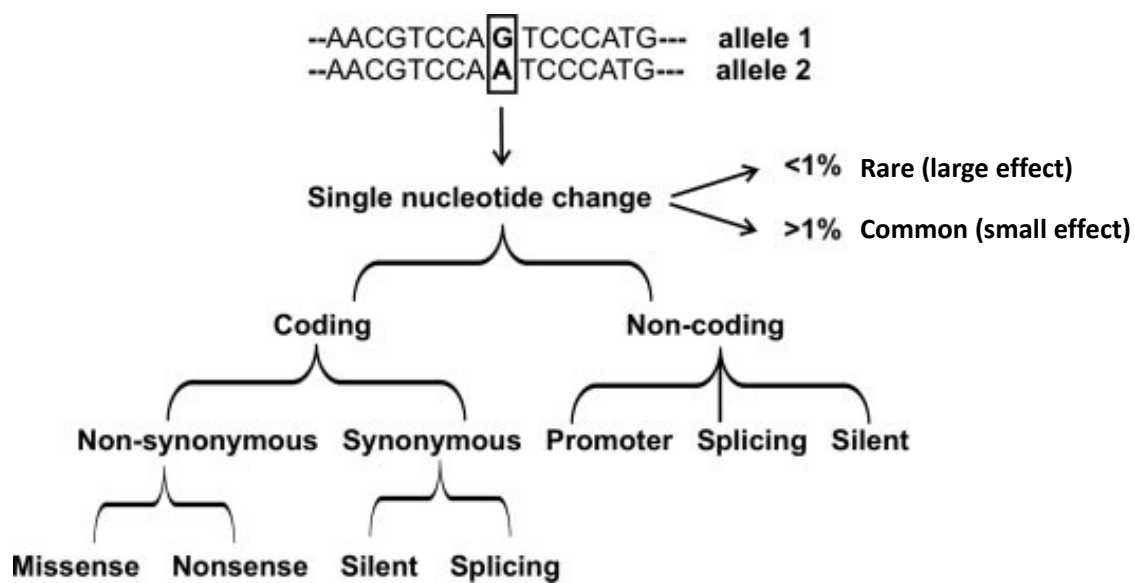 --AACGTCCAGTCCCATG--- allele 1
--AACGTCCAATCCCATG--- allele 2
<1% Rare (large effect)
Single nucleotide change
>1% Common (small effect)
Coding Non-coding
Non-synonymous Synonymous Promoter Splicing Silent
Missense Nonsense Silent Splicing